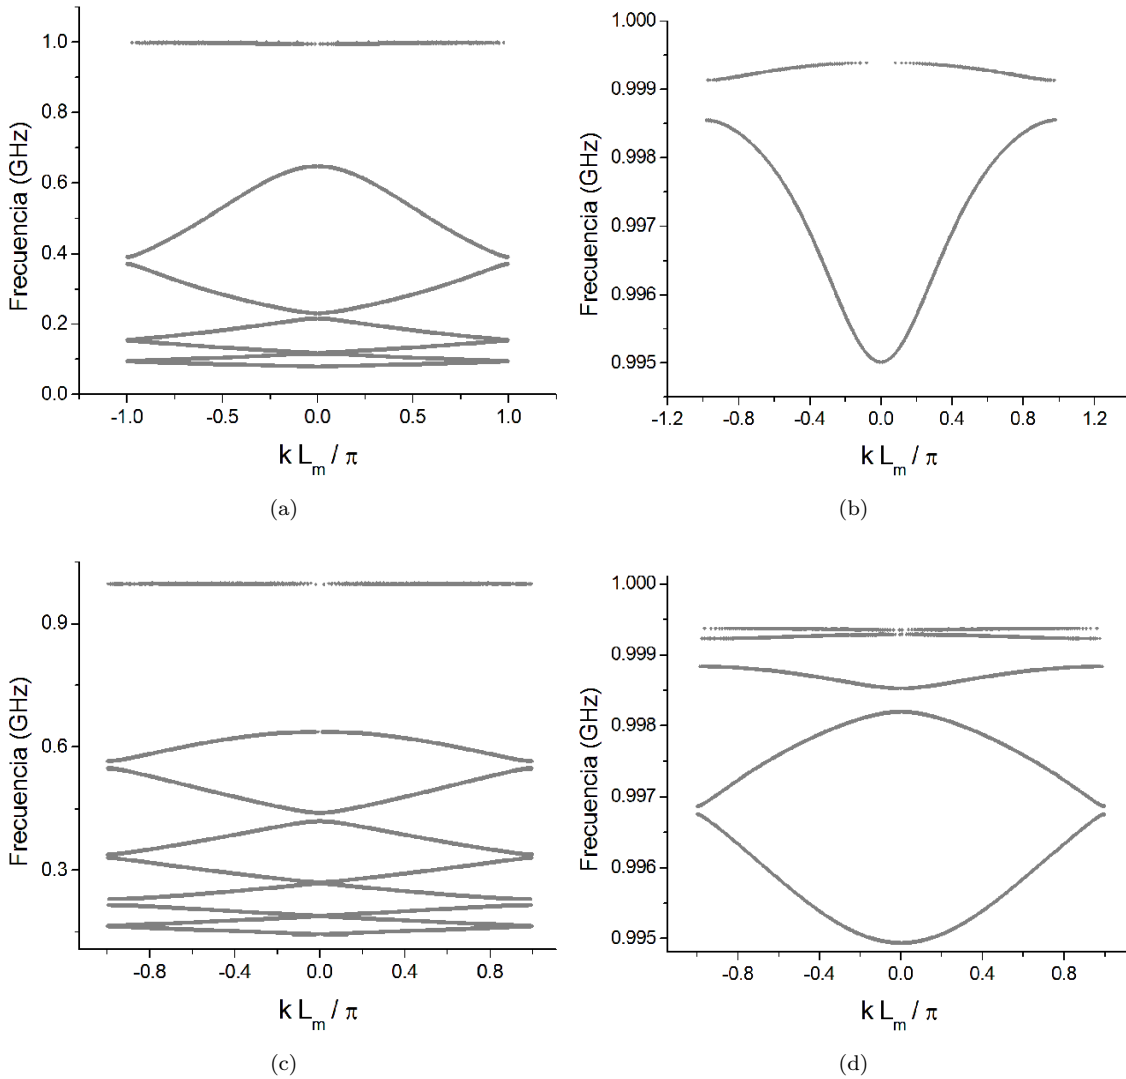 1.0
0.8
0.6
0.4
0.2
0.0
Frecuencia (GHz)
-1.0 -0.5 0.0 0.5 1.0
k L_m / π
(a)
1.000
0.999
0.998
0.997
0.996
0.995
Frecuencia (GHz)
-1.2 -0.8 -0.4 0.0 0.4 0.8 1.2
k L_m / π
(b)
0.9
0.6
0.3
Frecuencia (GHz)
-0.8 -0.4 0.0 0.4 0.8
k L_m / π
(c)
1.000
0.999
0.998
0.997
0.996
0.995
Frecuencia (GHz)
-0.8 -0.4 0.0 0.4 0.8
k L_m / π
(d)